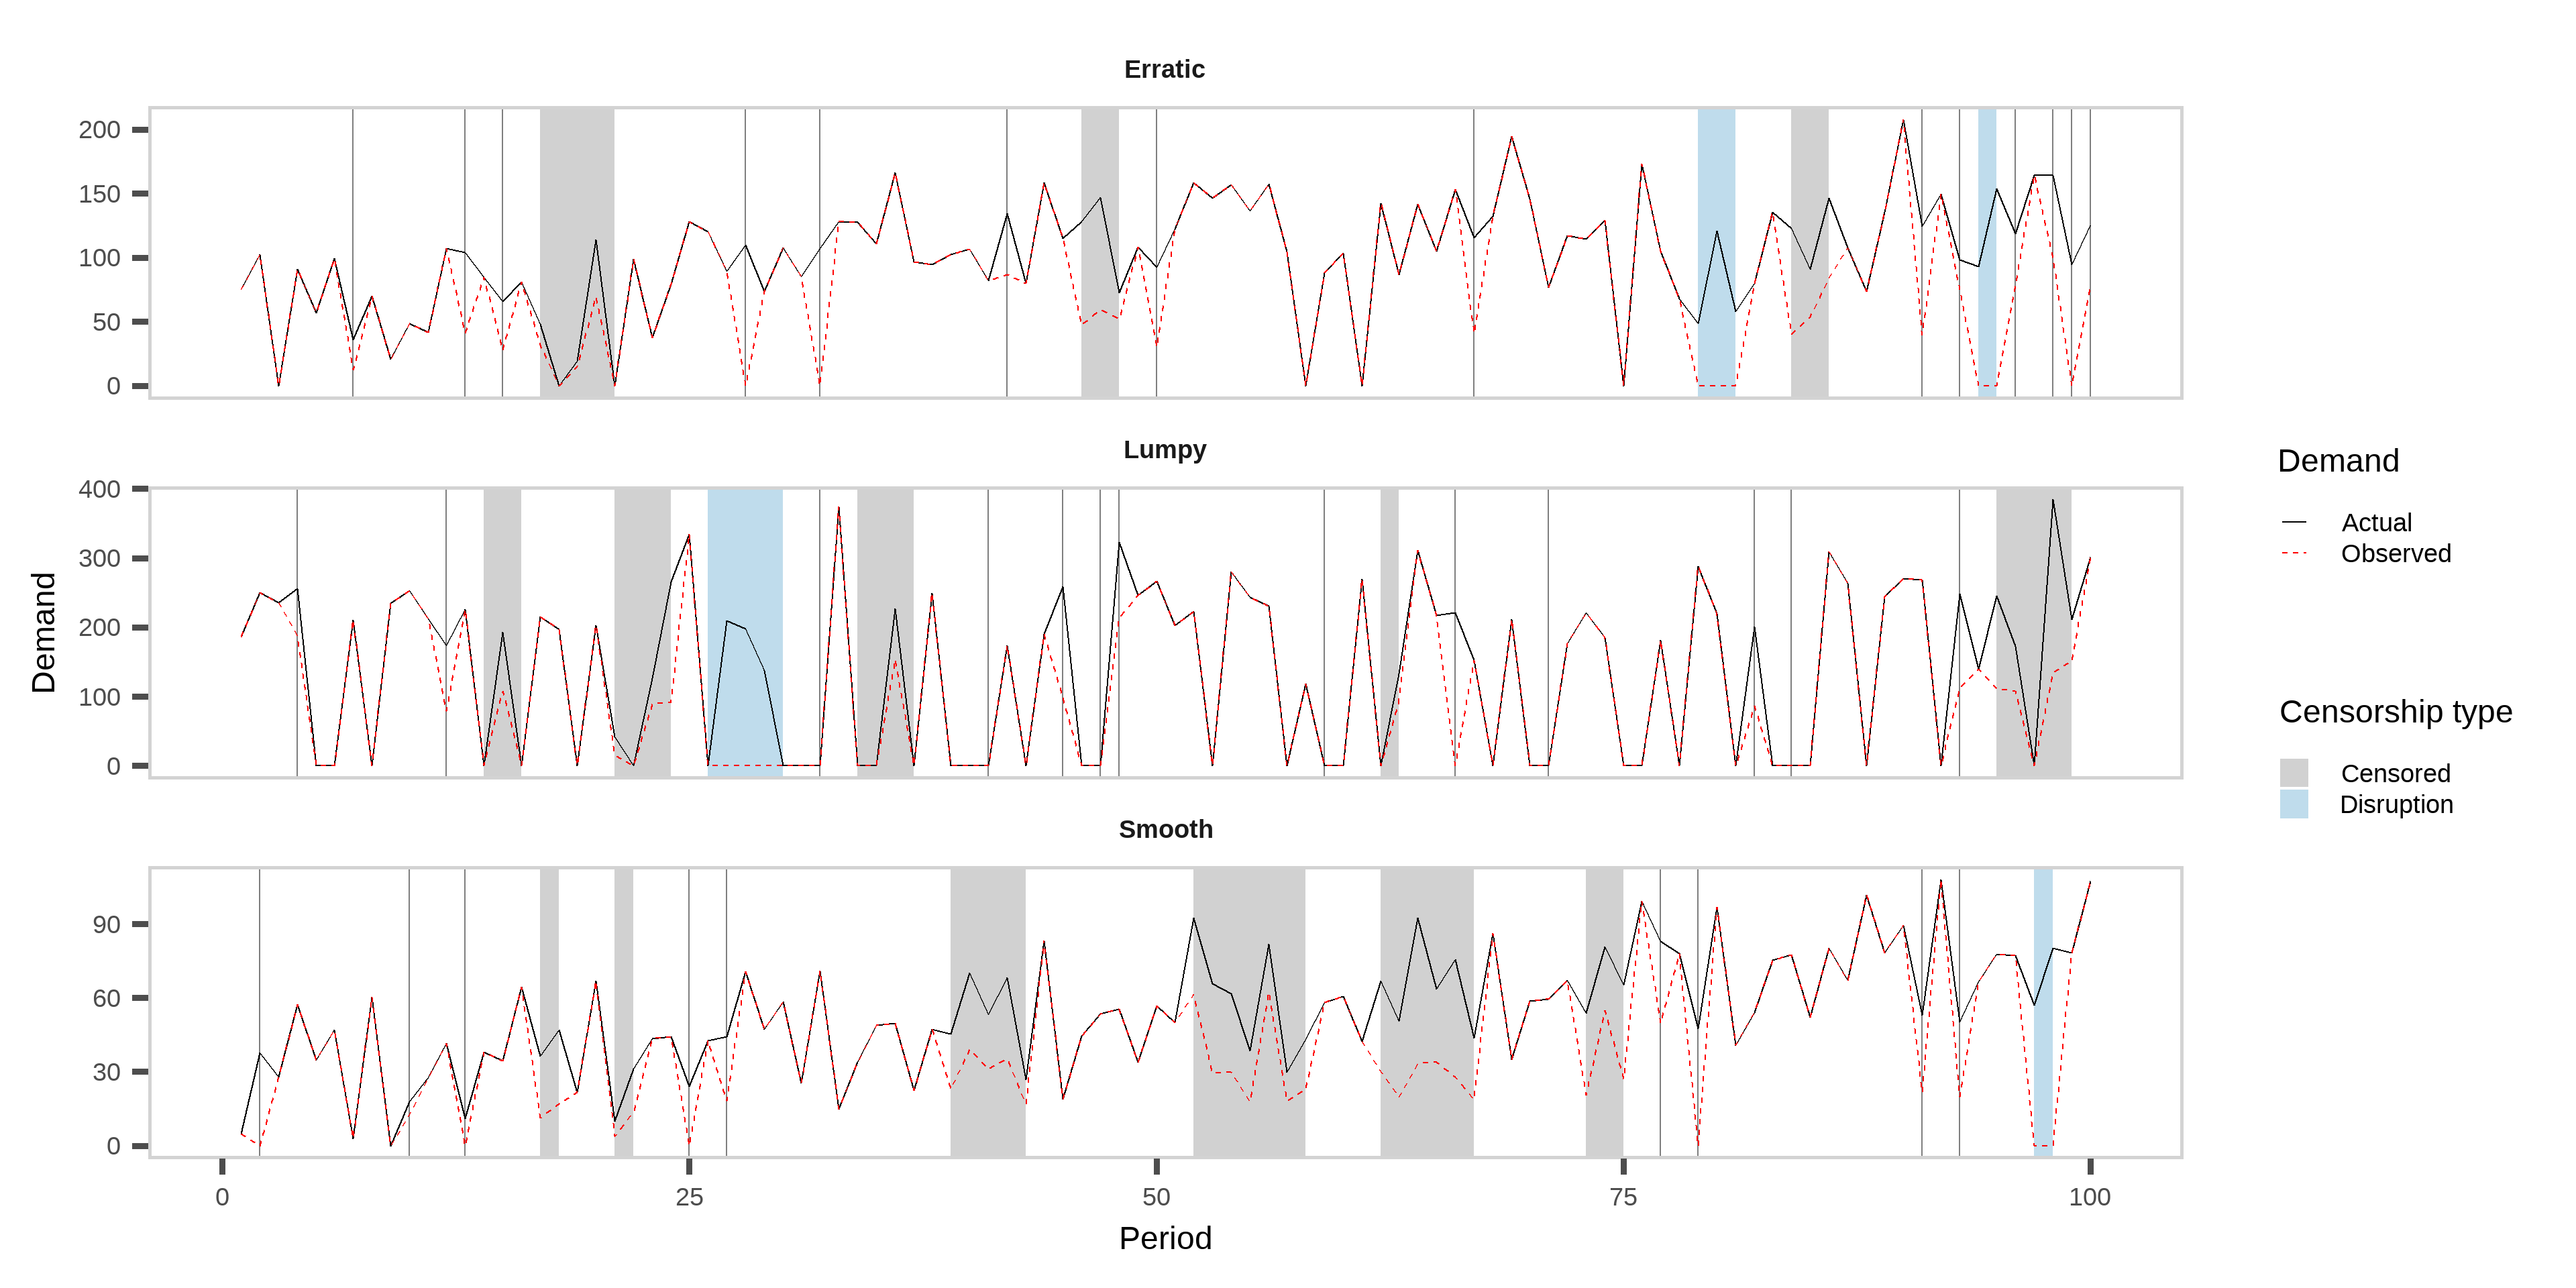 Erratic
200
150
100
50
0
Lumpy
400
300
200
100
0
Smooth
90
60
30
0
0 25 50 75 100
Period
Demand
Demand
Actual
Observed
Censorship type
Censored
Disruption